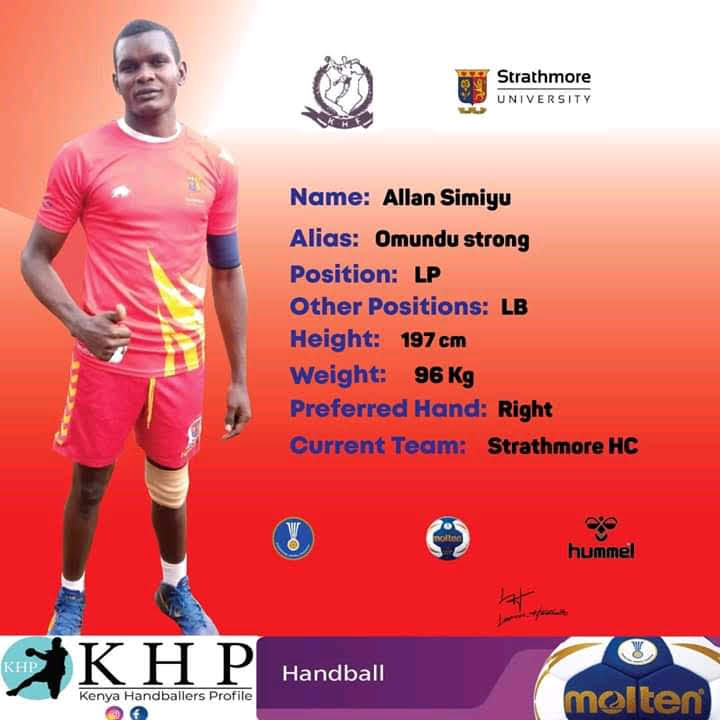 KHF
Strathmore
UNIVERSITY
Name: Allan Simiyu
Alias: Omundu strong
Position: LP
Other Positions: LB
Height: 197 cm
Weight: 96 Kg
Preferred Hand: Right
Current Team: Strathmore HC
molten
hummel
KHP
KHP
Kenya Handballers Profile
Handball
molten